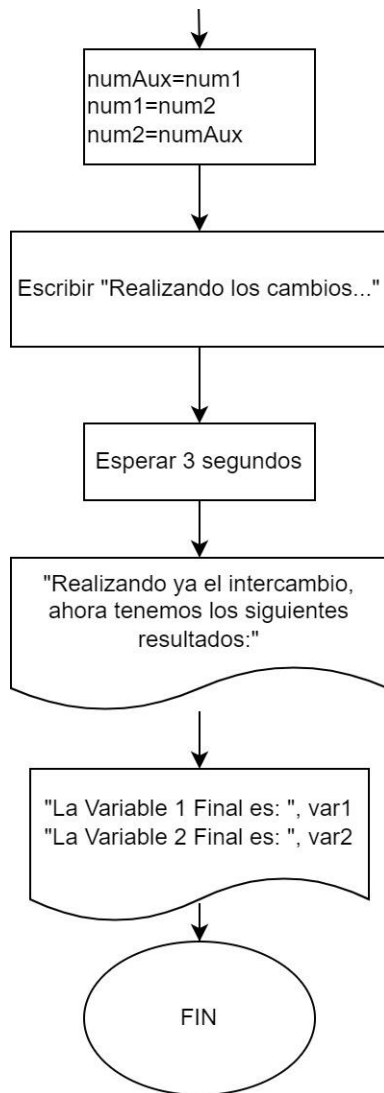 numAux=num1
num1=num2
num2=numAux
Escribir "Realizando los cambios..."
Esperar 3 segundos
"Realizando ya el intercambio,
ahora tenemos los siguientes
resultados:"
"La Variable 1 Final es: ", var1
"La Variable 2 Final es: ", var2
FIN